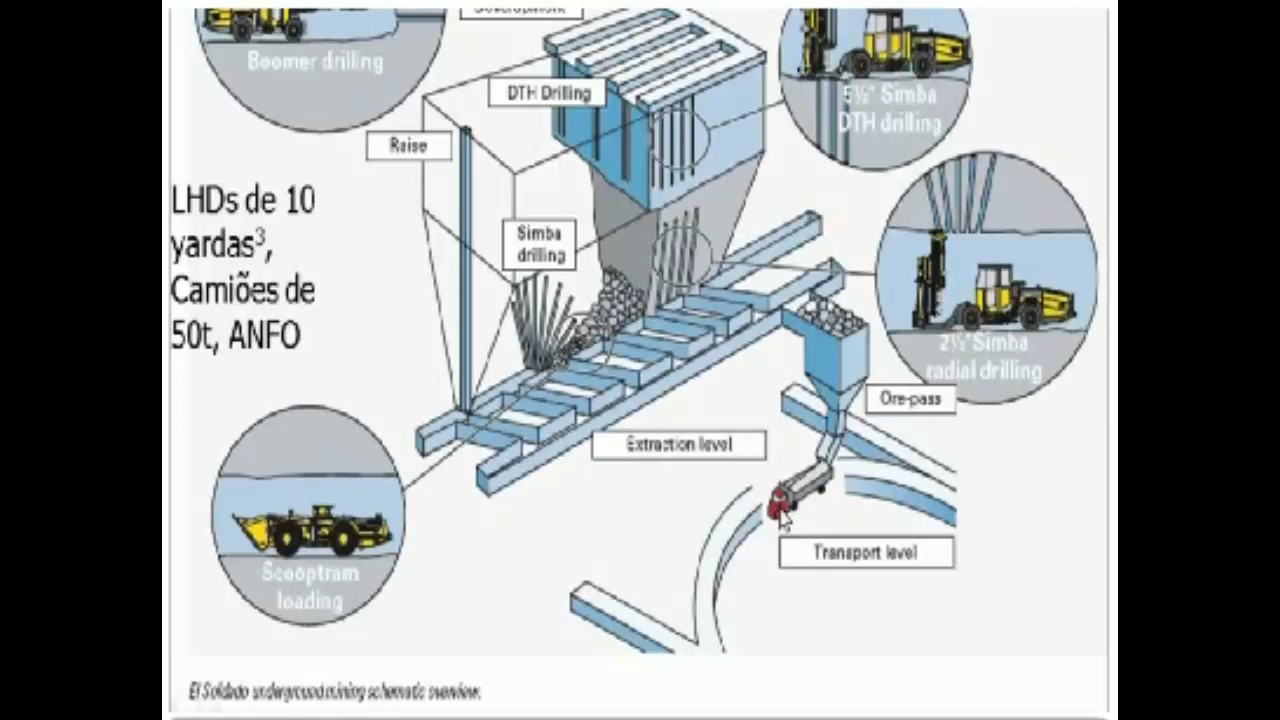 Development
Boomer drilling
DTH Drilling
5½" Simba
DTH drilling
Raise
LHDs de 10
yardas³,
Camiões de
50t, ANFO
Simba
drilling
2½" Simba
radial drilling
Ore-pass
Extraction level
Transport level
Scooptram
loading
El Soldado underground mining schematic overview.